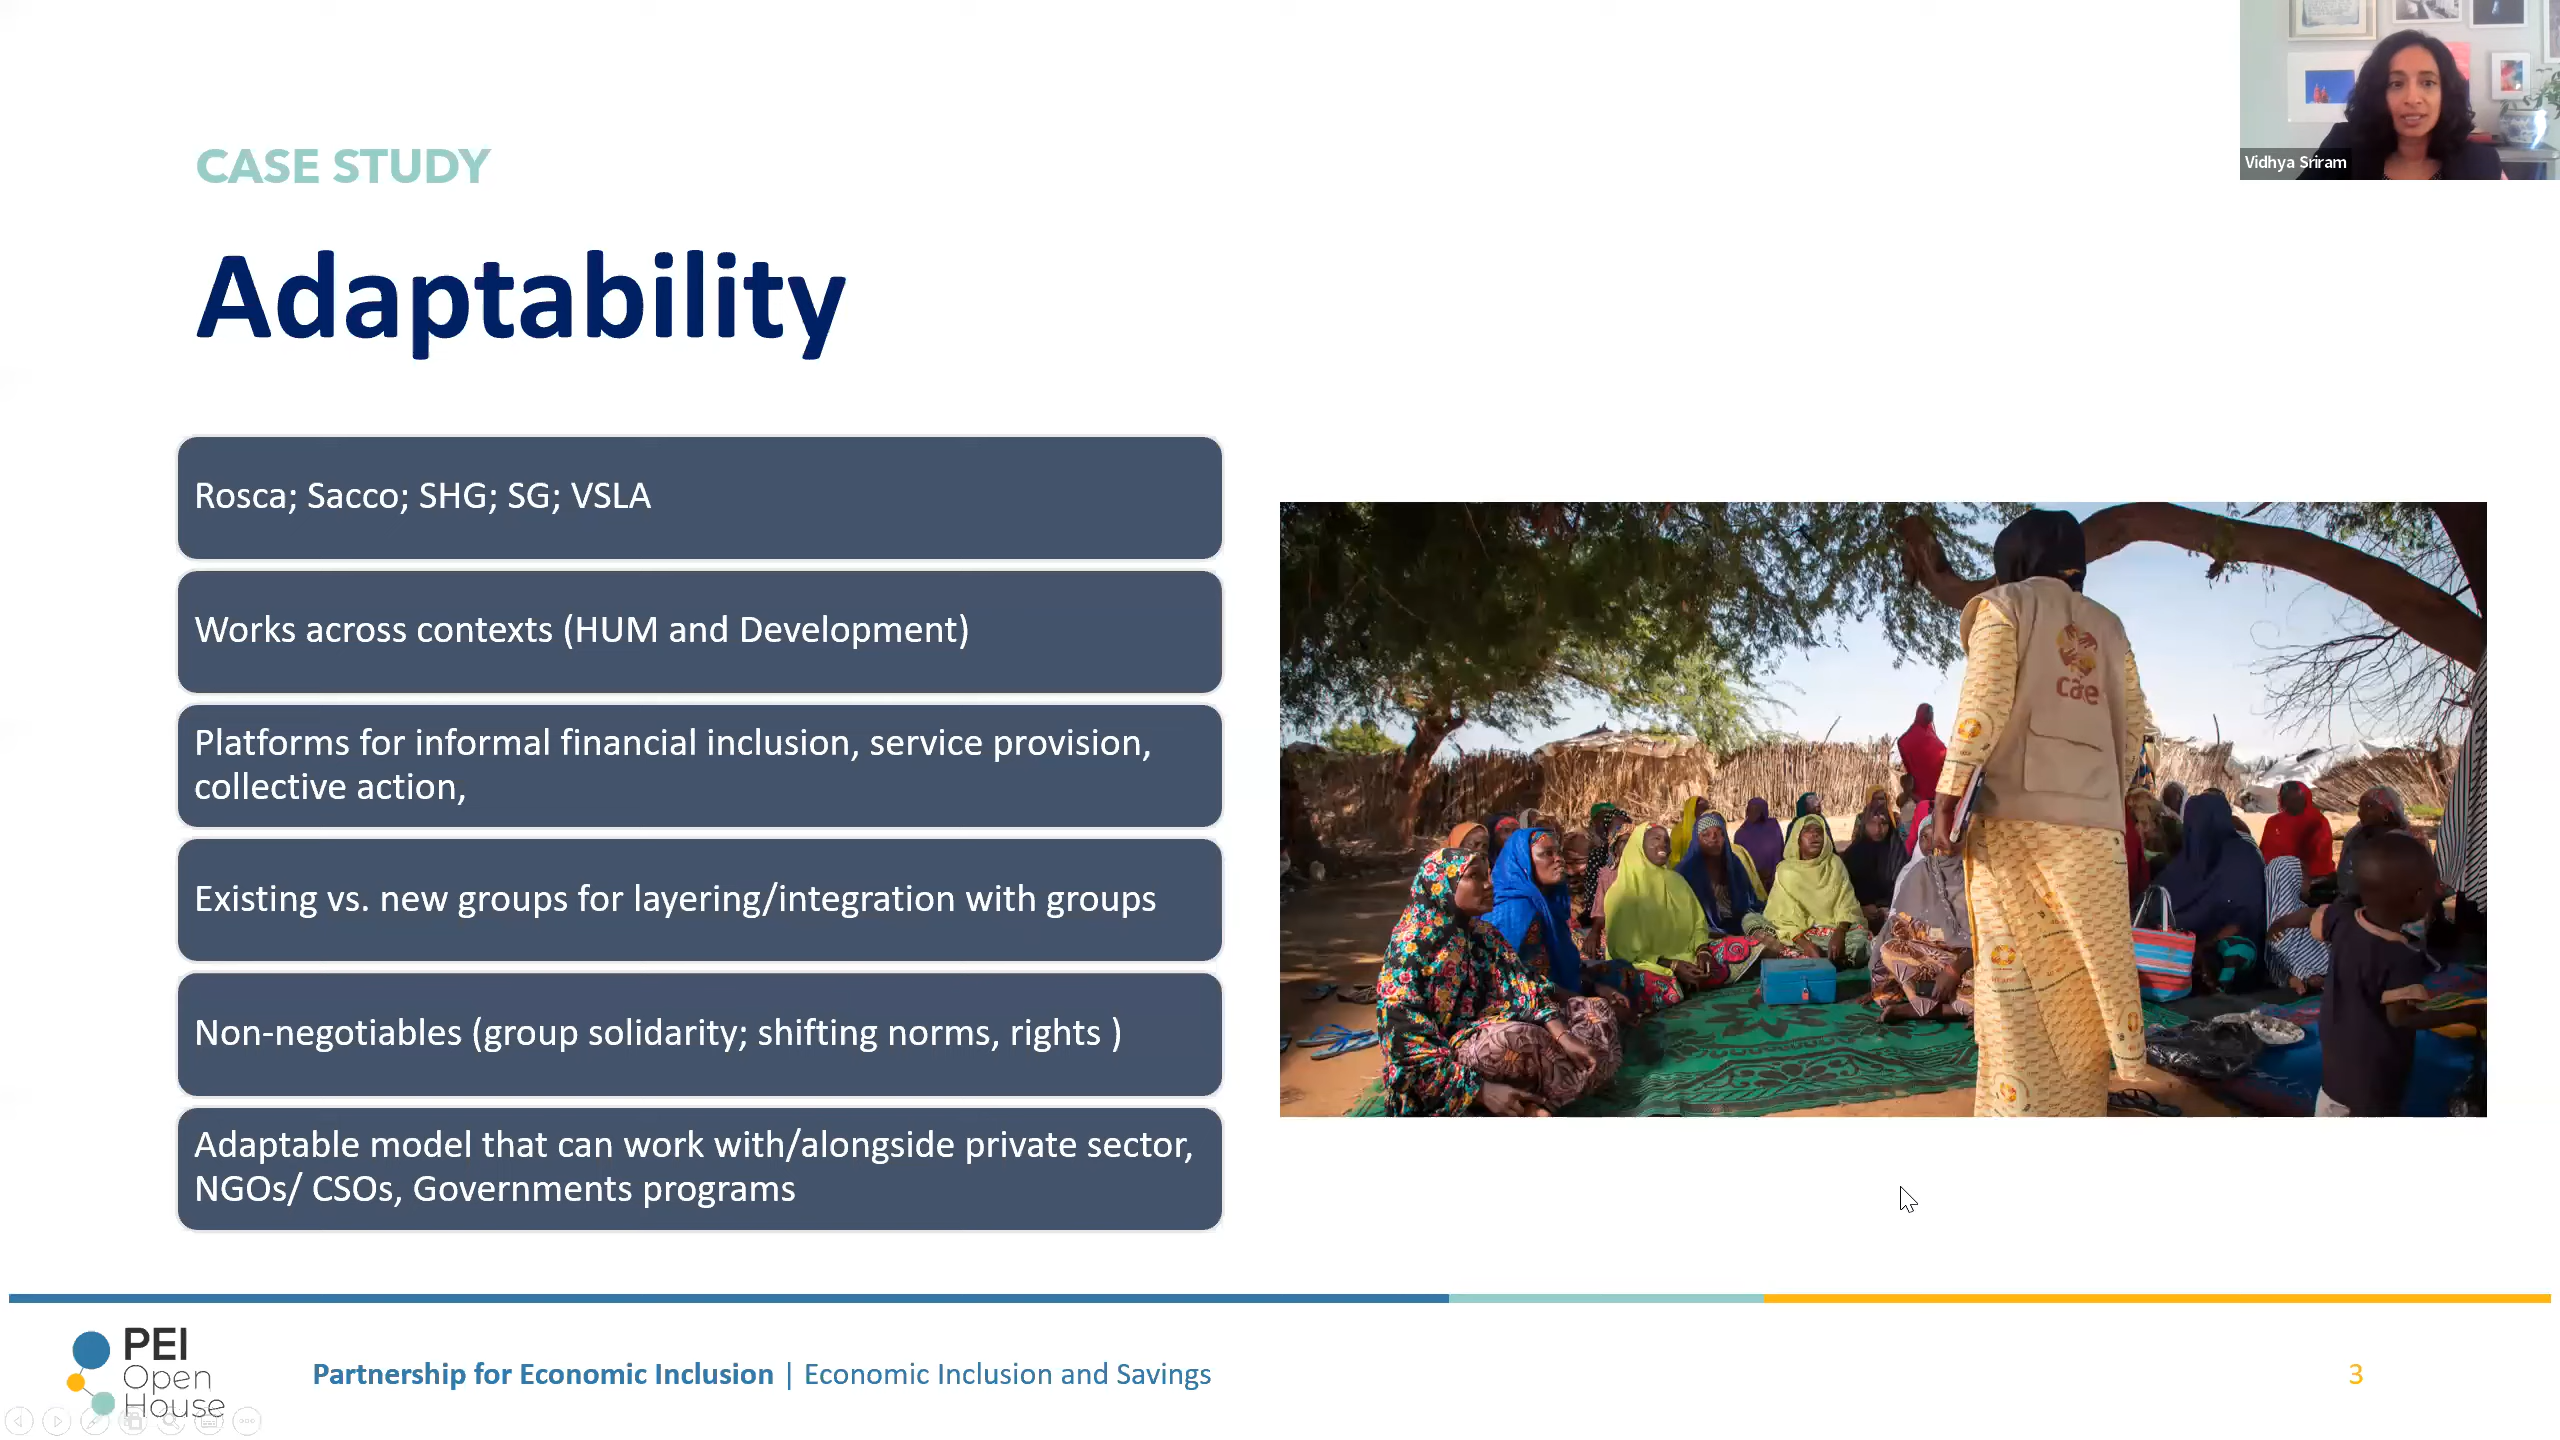 Vidhya Sriram
CASE STUDY
Adaptability
Rosca; Sacco; SHG; SG; VSLA
Works across contexts (HUM and Development)
Platforms for informal financial inclusion, service provision,
collective action,
Existing vs. new groups for layering/integration with groups
Non-negotiables (group solidarity; shifting norms, rights )
Adaptable model that can work with/alongside private sector,
NGOs/ CSOs, Governments programs
care
PEI
Open
House
Partnership for Economic Inclusion | Economic Inclusion and Savings
3